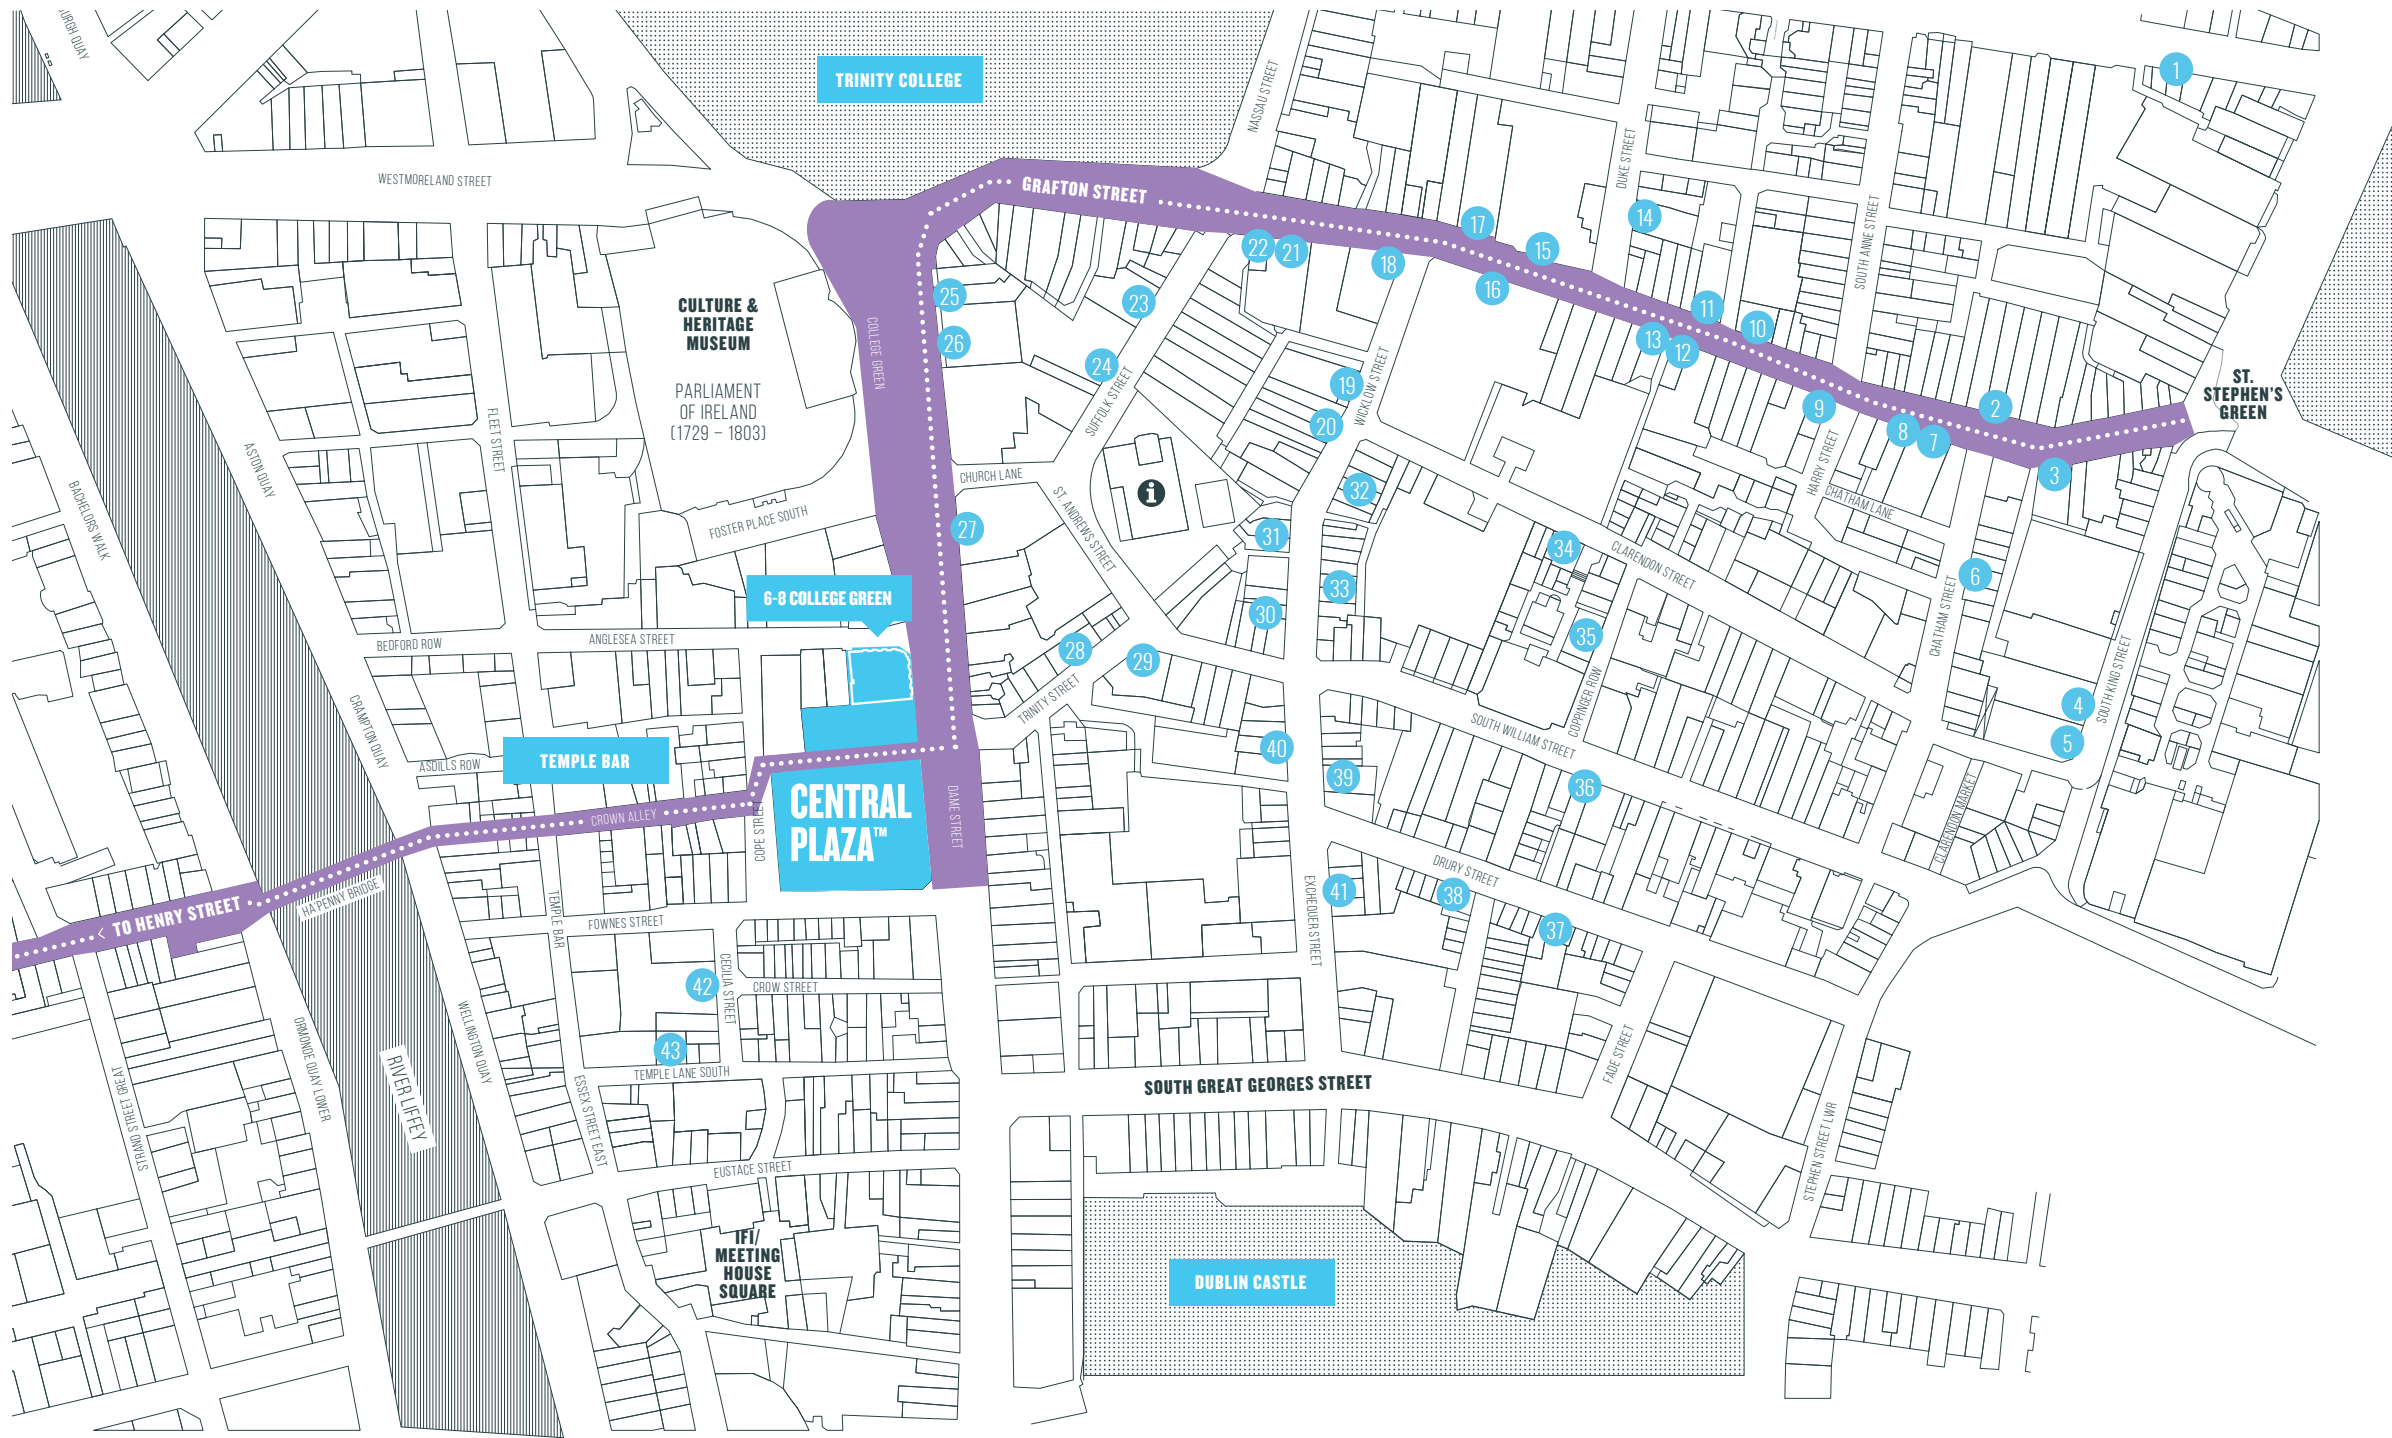 BURGH QUAY
TRINITY COLLEGE
NASSAU STREET
1
WESTMORELAND STREET
GRAFTON STREET
DUKE STREET
14
17
15
22
21
18
16
SOUTH ANNE STREET
CULTURE &
HERITAGE
MUSEUM
PARLIAMENT
OF IRELAND
(1729 – 1803)
COLLEGE GREEN
25
26
23
24
SUFFOLK STREET
19
20
WICKLOW STREET
11
10
13
12
9
8
7
2
3
ST.
STEPHEN'S
GREEN
FLEET STREET
ASTON QUAY
BACHELORS WALK
FOSTER PLACE SOUTH
CHURCH LANE
ST. ANDREWS STREET
i
27
32
31
33
30
34
35
CLARENDON STREET
HARRY STREET
CHATHAM LANE
6
CHATHAM STREET
SOUTH KING STREET
4
5
6-8 COLLEGE GREEN
BEDFORD ROW
ANGLESEA STREET
28
29
TRINITY STREET
COPPINGER ROW
SOUTH WILLIAM STREET
40
39
36
CRAMPTON QUAY
ASDILLS ROW
TEMPLE BAR
CENTRAL
PLAZA™
DAME STREET
COPE STREET
CROWN ALLEY
HA'PENNY BRIDGE
< TO HENRY STREET
CLARENDON MARKET
DRURY STREET
41
38
37
EXCHEQUER STREET
TEMPLE BAR
FOWNES STREET
CECILIA STREET
42
CROW STREET
43
TEMPLE LANE SOUTH
WELLINGTON QUAY
ORMONDE QUAY LOWER
RIVER LIFFEY
STRAND STREET GREAT
ESSEX STREET EAST
EUSTACE STREET
SOUTH GREAT GEORGES STREET
FADE STREET
STEPHEN STREET LWR
IFI/
MEETING
HOUSE
SQUARE
DUBLIN CASTLE